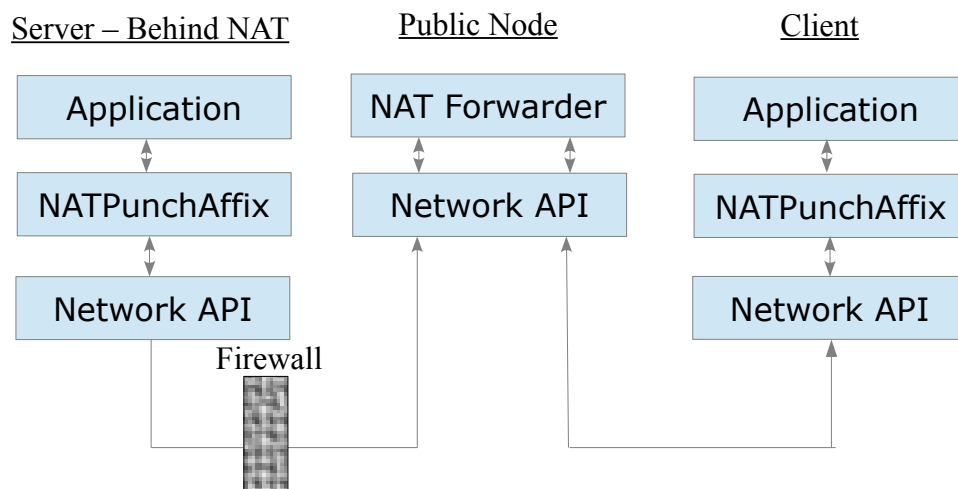 Server – Behind NAT
Public Node
Client
Application
NAT Forwarder
Application
NATPunchAffix
Network API
NATPunchAffix
Network API
Network API
Firewall